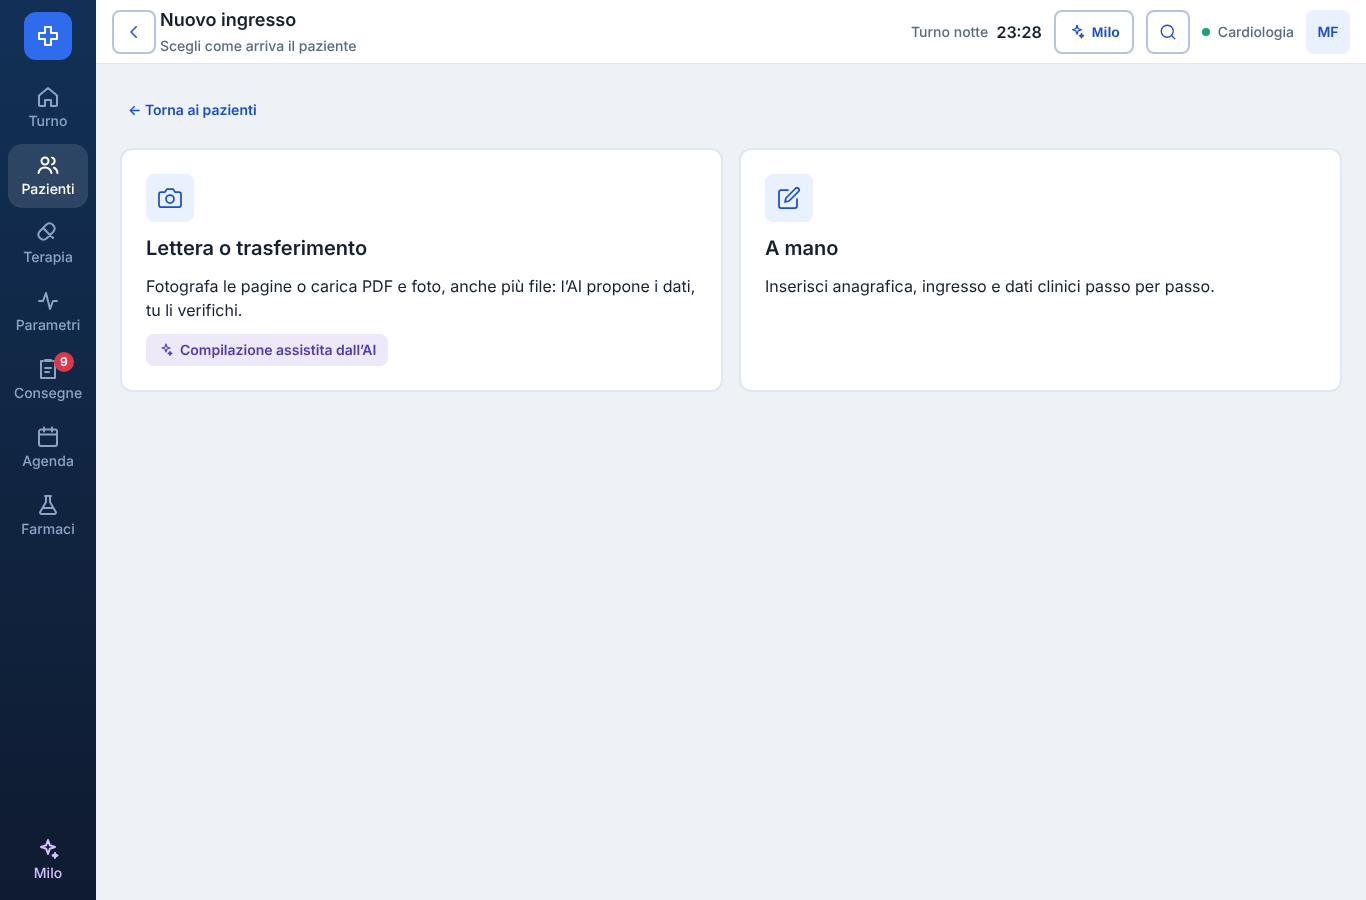 Nuovo ingresso
Scegli come arriva il paziente
Turno notte 23:28
Milo
Cardiologia
MF
Turno
Pazienti
Terapia
Parametri
9
Consegne
Agenda
Farmaci
Milo
← Torna ai pazienti
Lettera o trasferimento
Fotografa le pagine o carica PDF e foto, anche più file: l’AI propone i dati,
tu li verifichi.
Compilazione assistita dall’AI
A mano
Inserisci anagrafica, ingresso e dati clinici passo per passo.